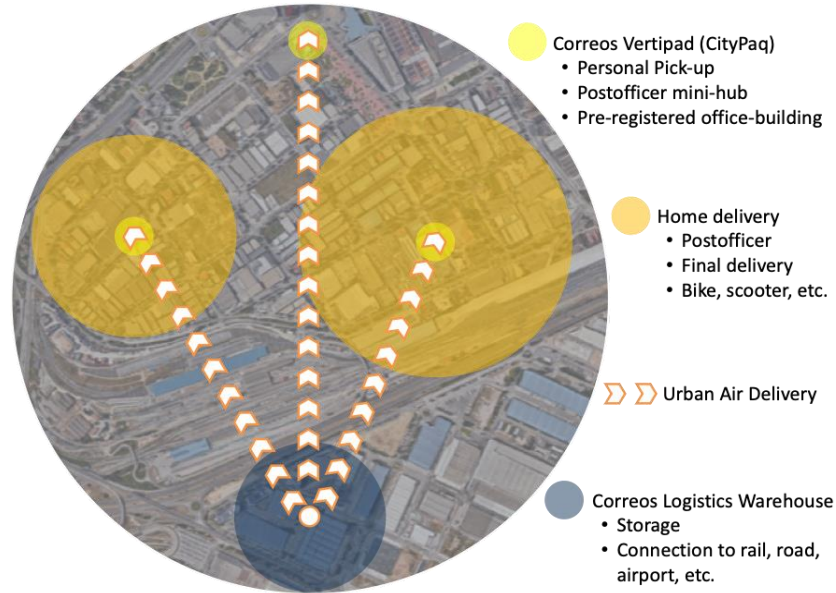 Correos Vertipad (CityPaq)
• Personal Pick-up
• Postofficer mini-hub
• Pre-registered office-building
Home delivery
• Postofficer
• Final delivery
• Bike, scooter, etc.
Urban Air Delivery
Correos Logistics Warehouse
• Storage
• Connection to rail, road,
airport, etc.